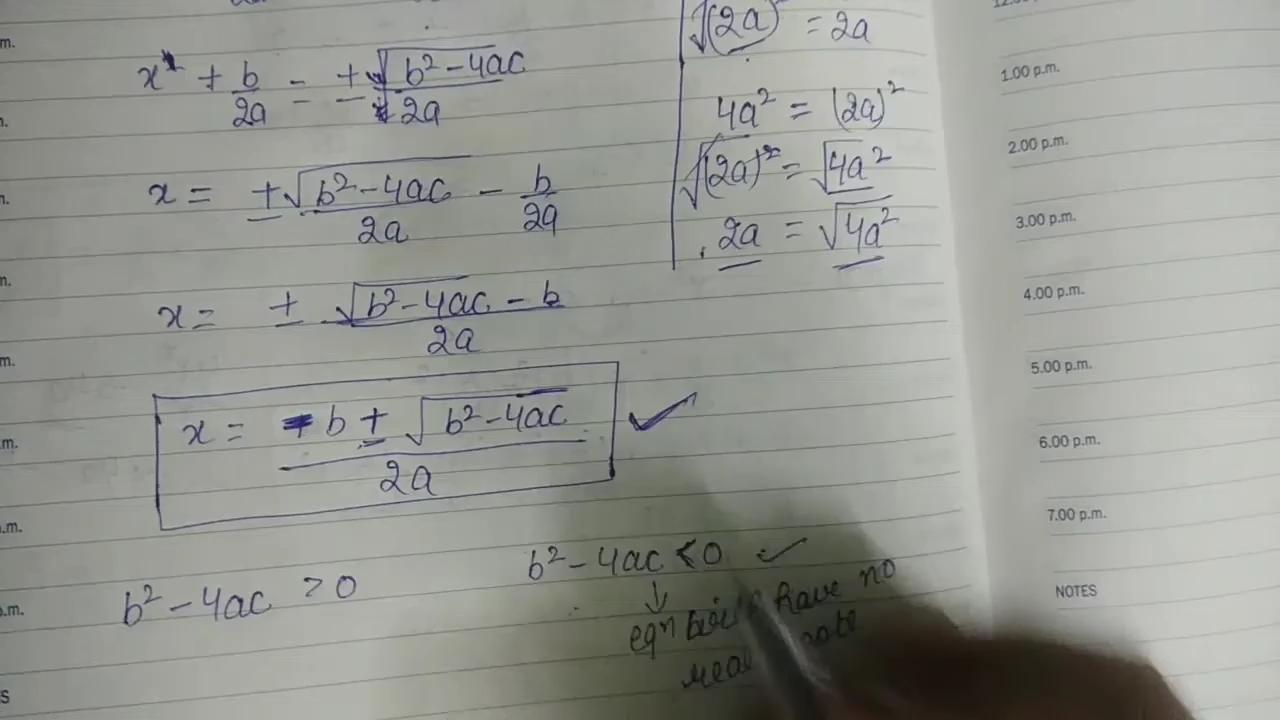 x + b/2a = ± √(b² - 4ac)/2a
x = ± √(b² - 4ac)/2a - b/2a
x = ± (√(b² - 4ac) - b)/2a
x = (-b ± √(b² - 4ac))/2a ✓
b² - 4ac > 0
b² - 4ac < 0 ✓
↓
eqⁿ have no
√(2a)² = 2a
4a² = (2a)²
√(2a)² = √4a²
2a = √4a²
1.00 p.m.
2.00 p.m.
3.00 p.m.
4.00 p.m.
5.00 p.m.
6.00 p.m.
7.00 p.m.
NOTES